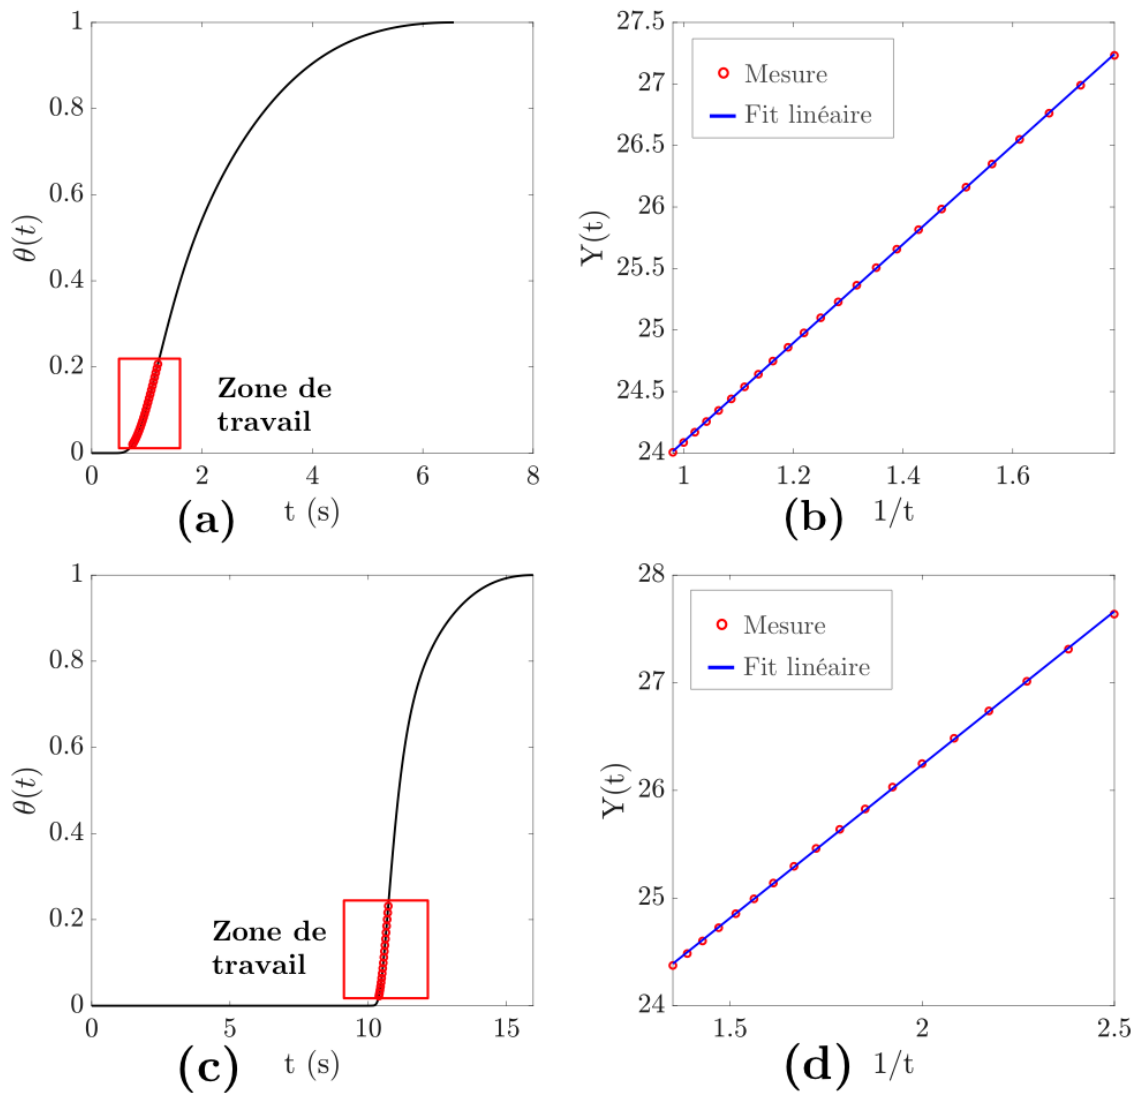 1
0.8
0.6
0.4
0.2
0
θ(t)
Zone de
travail
0 2 4 6 8
(a) t (s)
27.5
27
26.5
26
25.5
25
24.5
24
Y(t)
Mesure
Fit linéaire
1 1.2 1.4 1.6
(b) 1/t
1
0.8
0.6
0.4
0.2
0
θ(t)
Zone de
travail
0 5 10 15
(c) t (s)
28
27
26
25
24
Y(t)
Mesure
Fit linéaire
1.5 2 2.5
(d) 1/t